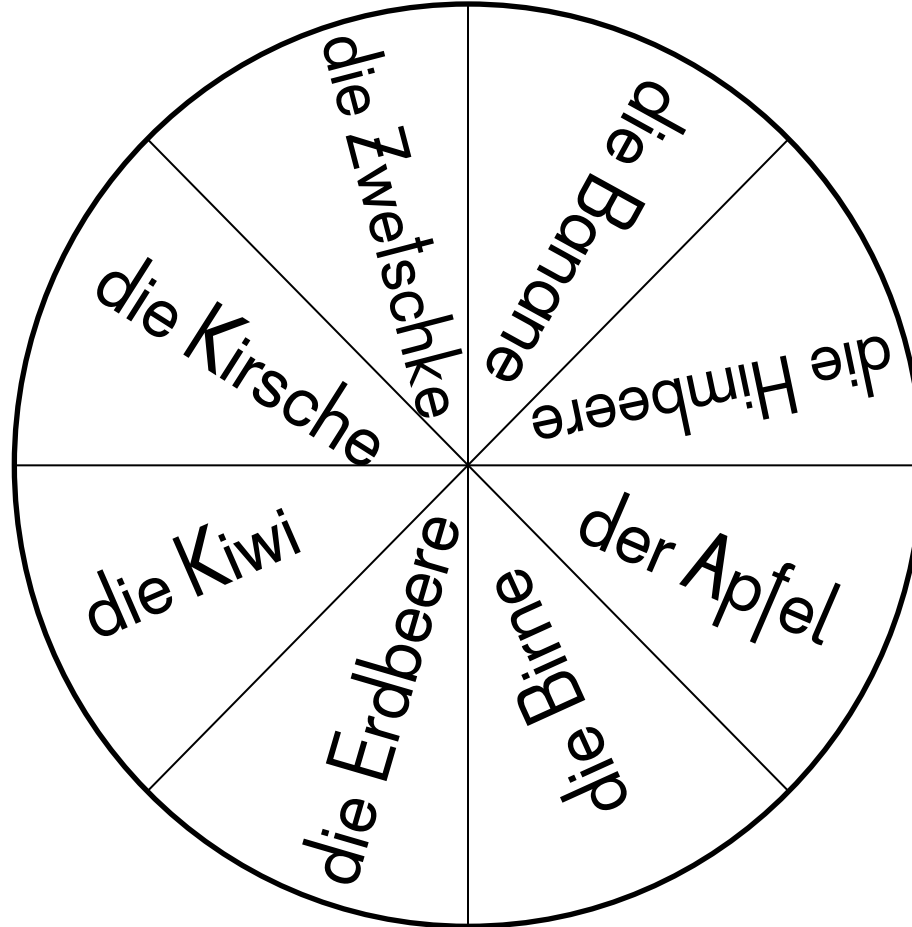 die Zwetschke
die Banane
die Himbeere
der Apfel
die Birne
die Erdbeere
die Kiwi
die Kirsche